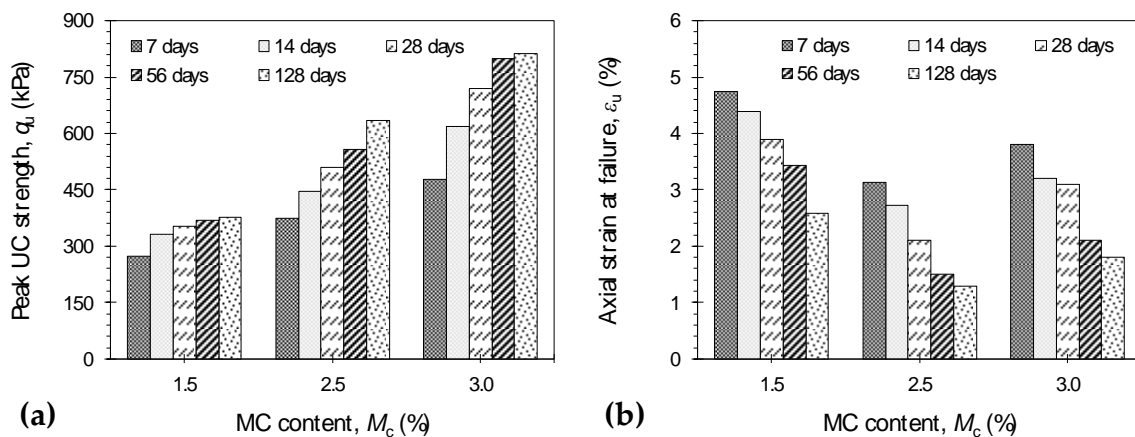 Peak UC strength, qu (kPa)
900
750
600
450
300
150
0
7 days
14 days
28 days
56 days
128 days
1.5
2.5
3.0
MC content, Mc (%)
(a)
Axial strain at failure, εu (%)
6
5
4
3
2
1
0
7 days
14 days
28 days
56 days
128 days
1.5
2.5
3.0
MC content, Mc (%)
(b)